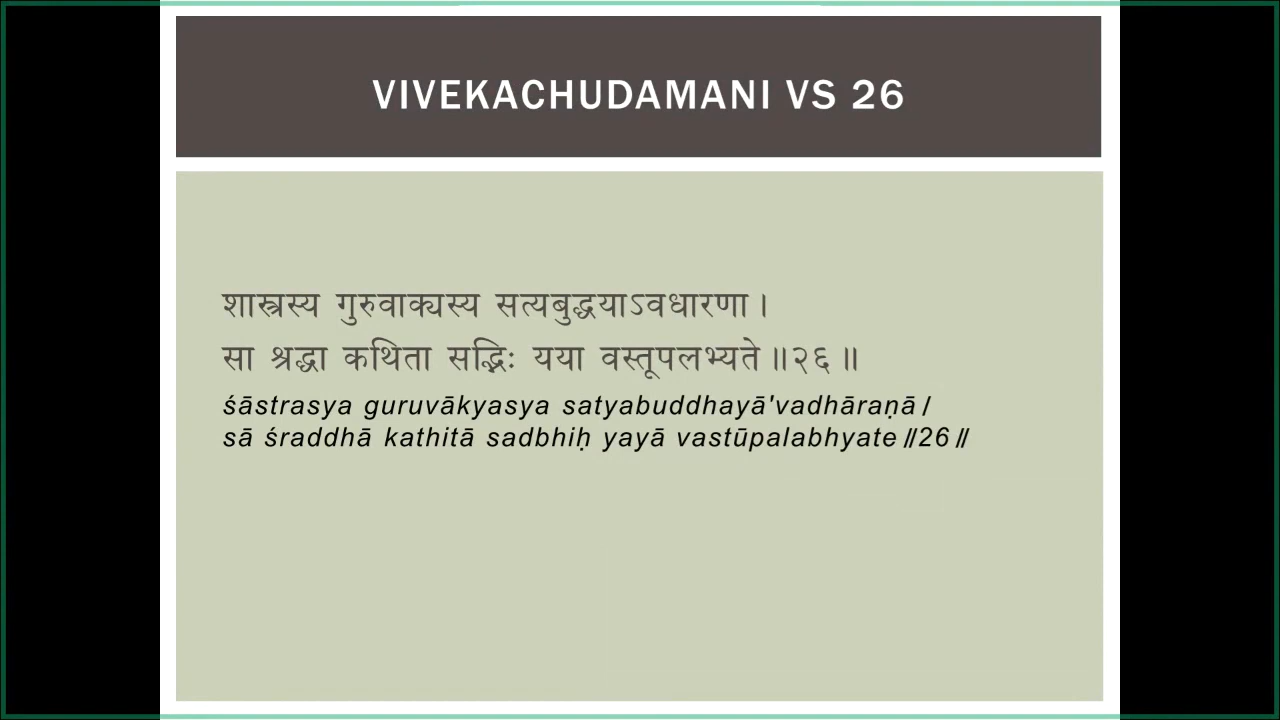 VIVEKACHUDAMANI VS 26
शास्त्रस्य गुरुवाक्यस्य सत्यबुद्धयाऽवधारणा ।
सा श्रद्धा कथिता सद्भिः यया वस्तूपलभ्यते ॥२६॥
śāstrasya guruvākyasya satyabuddhayā'vadhāraṇā /
sā śraddhā kathitā sadbhiḥ yayā vastūpalabhyate //26 //